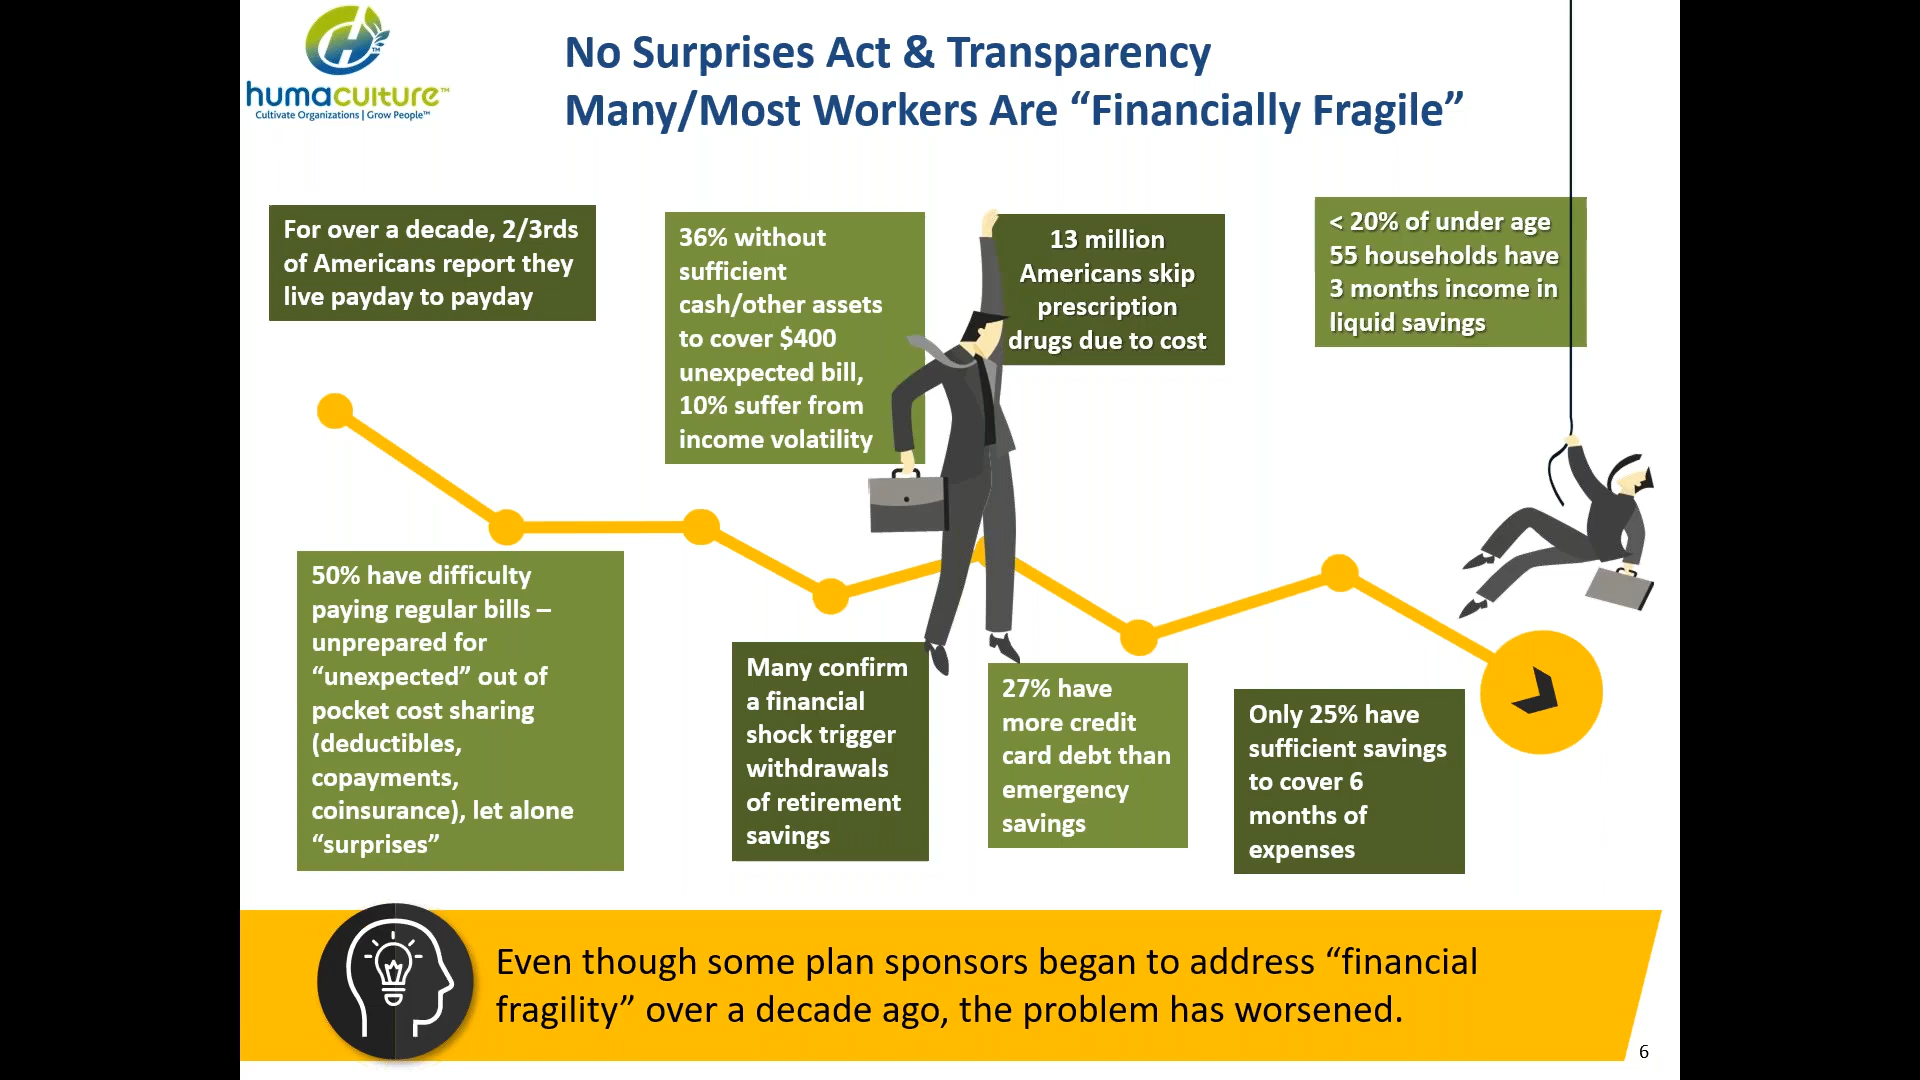 humaculture™
Cultivate Organizations | Grow People™
No Surprises Act & Transparency
Many/Most Workers Are “Financially Fragile”
For over a decade, 2/3rds
of Americans report they
live payday to payday
36% without
sufficient
cash/other assets
to cover $400
unexpected bill,
10% suffer from
income volatility
13 million
Americans skip
prescription
drugs due to cost
< 20% of under age
55 households have
3 months income in
liquid savings
50% have difficulty
paying regular bills –
unprepared for
“unexpected” out of
pocket cost sharing
(deductibles,
copayments,
coinsurance), let alone
“surprises”
Many confirm
a financial
shock trigger
withdrawals
of retirement
savings
27% have
more credit
card debt than
emergency
savings
Only 25% have
sufficient savings
to cover 6
months of
expenses
Even though some plan sponsors began to address “financial
fragility” over a decade ago, the problem has worsened.
6